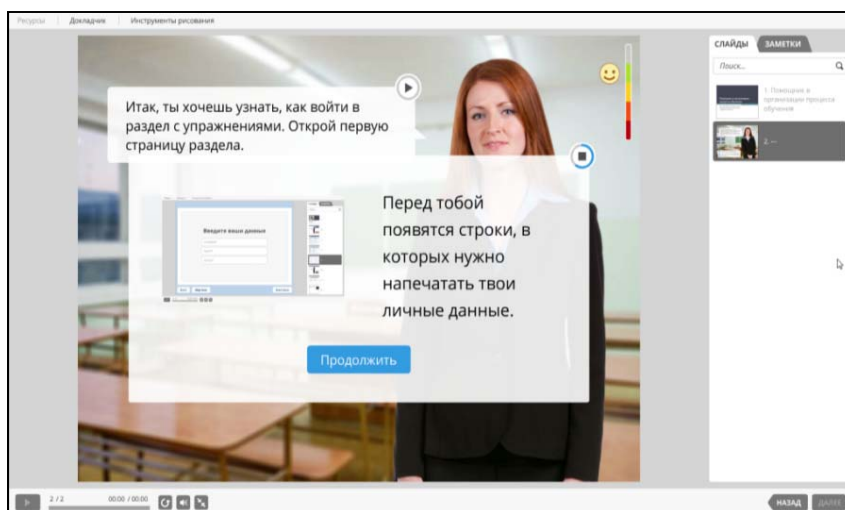 Ресурсы
Докладчик
Инструменты рисования
Итак, ты хочешь узнать, как войти в
раздел с упражнениями. Открой первую
страницу раздела.
Перед тобой
появятся строки, в
которых нужно
напечатать твои
личные данные.
Введите ваши данные
Продолжить
СЛАЙДЫ
ЗАМЕТКИ
Поиск...
1. Помощник в
организации процесса
обучения
2. ---
2 / 2
00:00 / 00:00
НАЗАД
ДАЛЕЕ